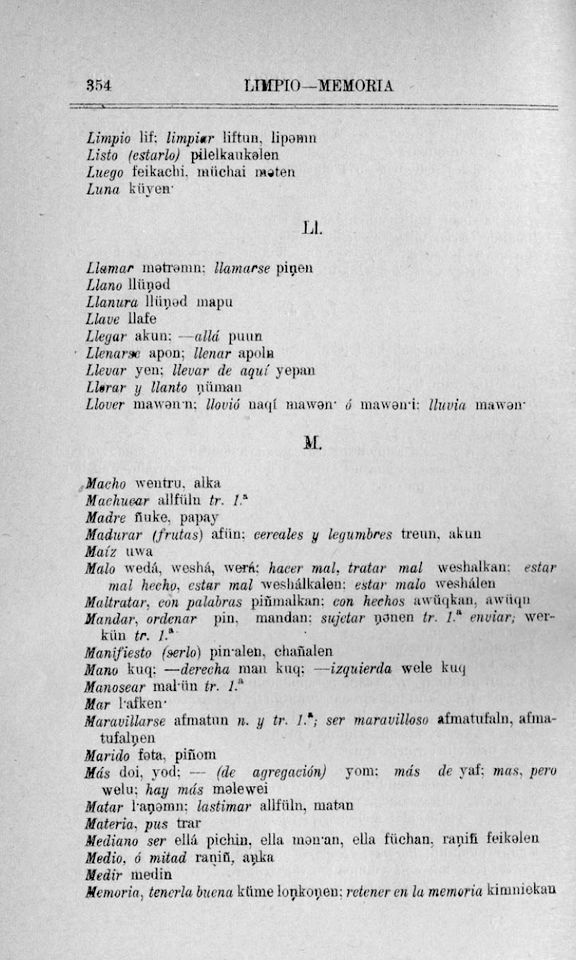 354 LIMPIO—MEMORIA
Limpio lif; limpiar liftun, lipəmn
Listo (estarlo) pilelkaukəlen
Luego feikachi, müchai məten
Luna küyen·
Ll.
Llamar mətrəmn; llamarse piŋen
Llano llüŋəd
Llanura llüŋəd mapu
Llave llafe
Llegar akun; —allá puun
Llenarse apon; llenar apoln
Llevar yen; llevar de aquí yepan
Llorar y llanto nüman
Llover mawən·n; llovió naqí mawən· ó mawən·i; lluvia mawən·
M.
Macho wentru, alka
Machucar allfüln tr. 1.ª
Madre ñuke, papay
Madurar (frutas) afün; cereales y legumbres treun, akun
Maíz uwa
Malo wedá, weshá, werá; hacer mal, tratar mal weshalkan; estar
mal hecho, estar mal weshálkalen; estar malo weshálen
Maltratar, con palabras piñmalkan; con hechos awüqkan, awüqn
Mandar, ordenar pin, mandan; sujetar ŋənen tr. 1.ª enviar; wer-
kün tr. 1.ª
Manifiesto (serlo) pin·alen, chañalen
Mano kuq; —derecha man kuq; —izquierda wele kuq
Manosear mal·ün tr. 1.ª
Mar l·afken·
Maravillarse afmatun n. y tr. 1.ª; ser maravilloso afmatufaln, afma-
tufalŋen
Marido fəta, piñom
Más doi, yod; — (de agregación) yom; más de yaf; mas, pero
welu; hay más məlewei
Matar l·aŋəmn; lastimar allfüln, matan
Materia, pus trar
Mediano ser ellá pichin, ella mən·an, ella füchan, raŋiñ feikəlen
Medio, ó mitad raŋiñ, aŋka
Medir medin
Memoria, tenerla buena küme loŋkoŋen; retener en la memoria kimniekan